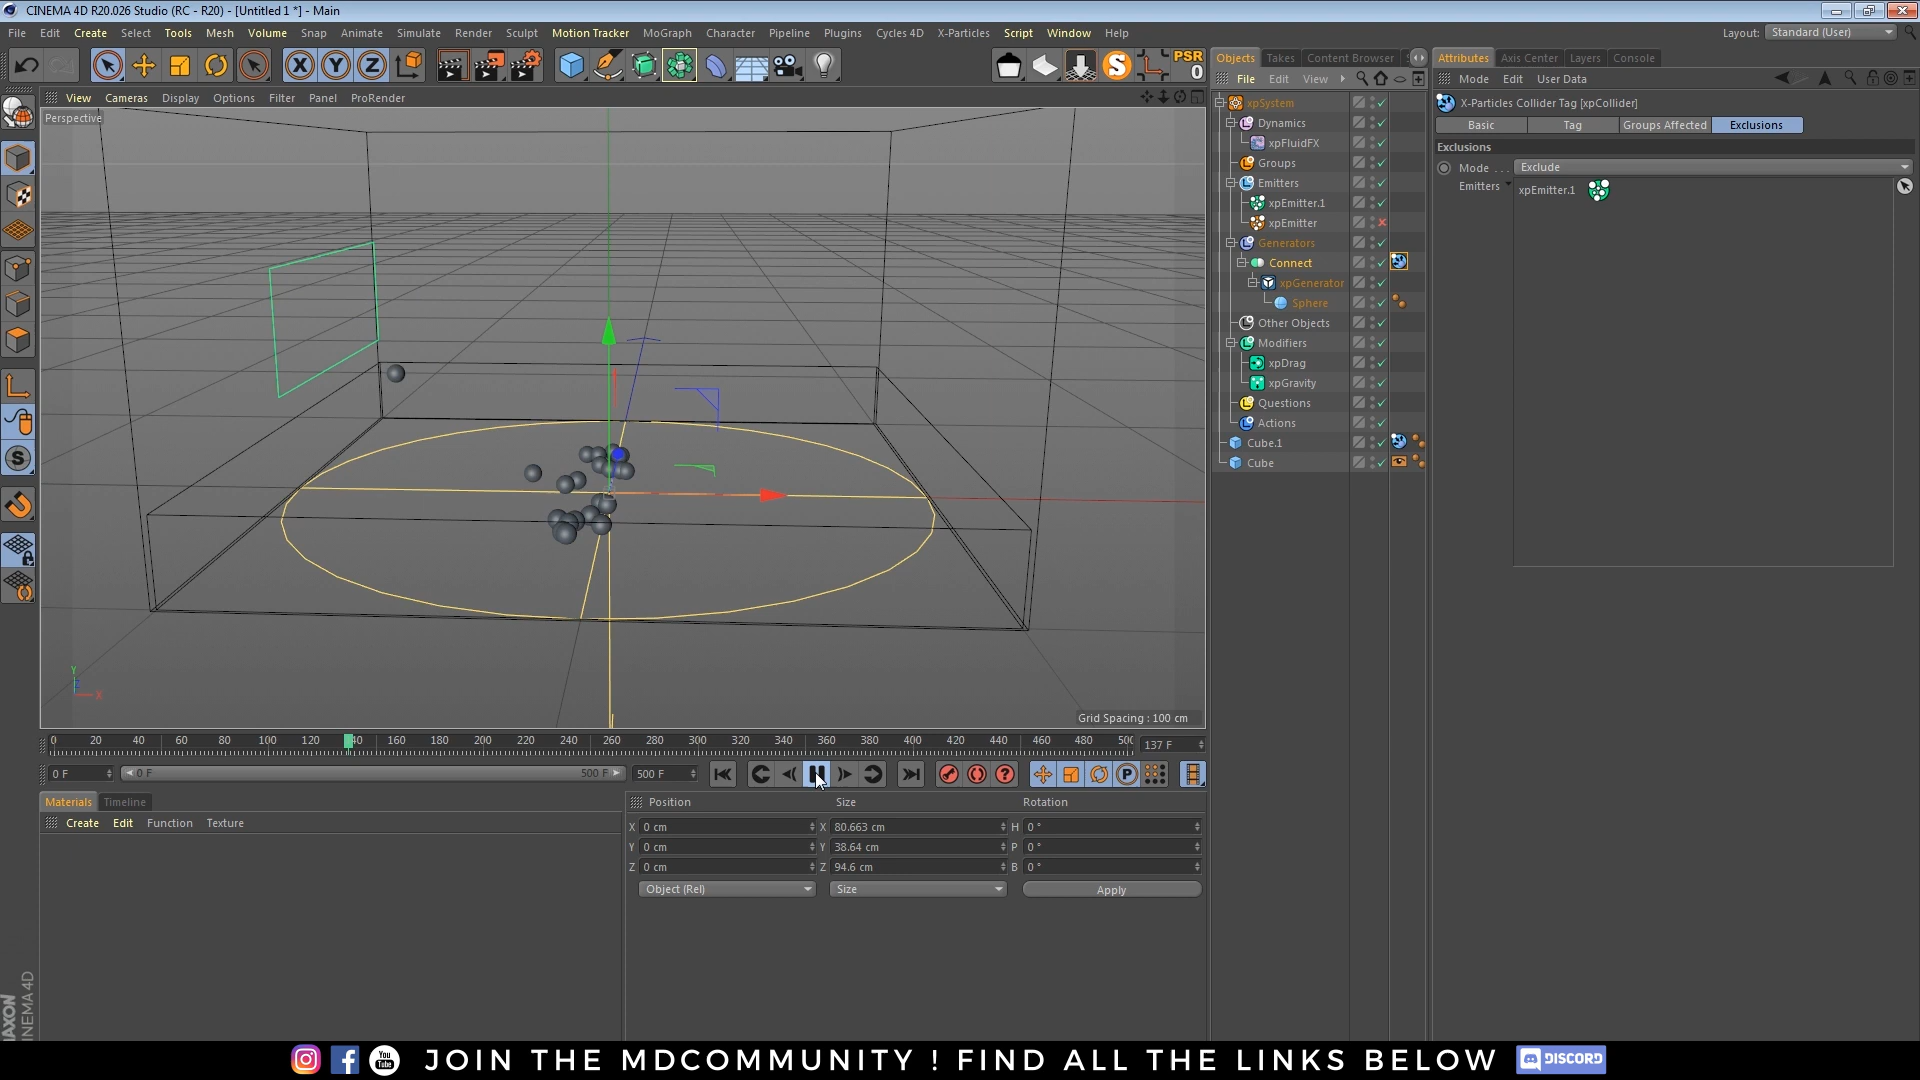 CINEMA 4D R20.026 Studio (RC - R20) - [Untitled 1 *] - Main
File Edit Create Select Tools Mesh Volume Snap Animate Simulate Render Sculpt Motion Tracker MoGraph Character Pipeline Plugins Cycles 4D X-Particles Script Window Help
Layout: Standard (User)
X Y Z
PSR
0
Objects Takes Content Browser
File Edit View
View Cameras Display Options Filter Panel ProRender
Perspective
Y
X
Grid Spacing : 100 cm
xpSystem
Dynamics
xpFluidFX
Groups
Emitters
xpEmitter.1
xpEmitter
Generators
Connect
xpGenerator
Sphere
Other Objects
Modifiers
xpDrag
xpGravity
Questions
Actions
Cube.1
Cube
Attributes Axis Center Layers Console
Mode Edit User Data
X-Particles Collider Tag [xpCollider]
Basic Tag Groups Affected Exclusions
Exclusions
Mode . . . Exclude
Emitters xpEmitter.1
0 20 40 60 80 100 120 40 160 180 200 220 240 260 280 300 320 340 360 380 400 420 440 460 480 500
137 F
0 F 0 F 500 F 500 F
P
Materials Timeline
Create Edit Function Texture
Position Size Rotation
X 0 cm X 80.663 cm H 0 °
Y 0 cm Y 38.64 cm P 0 °
Z 0 cm Z 94.6 cm B 0 °
Object (Rel) Size Apply
MAXON
CINEMA 4D
You Tube JOIN THE MDCOMMUNITY ! FIND ALL THE LINKS BELOW DISCORD